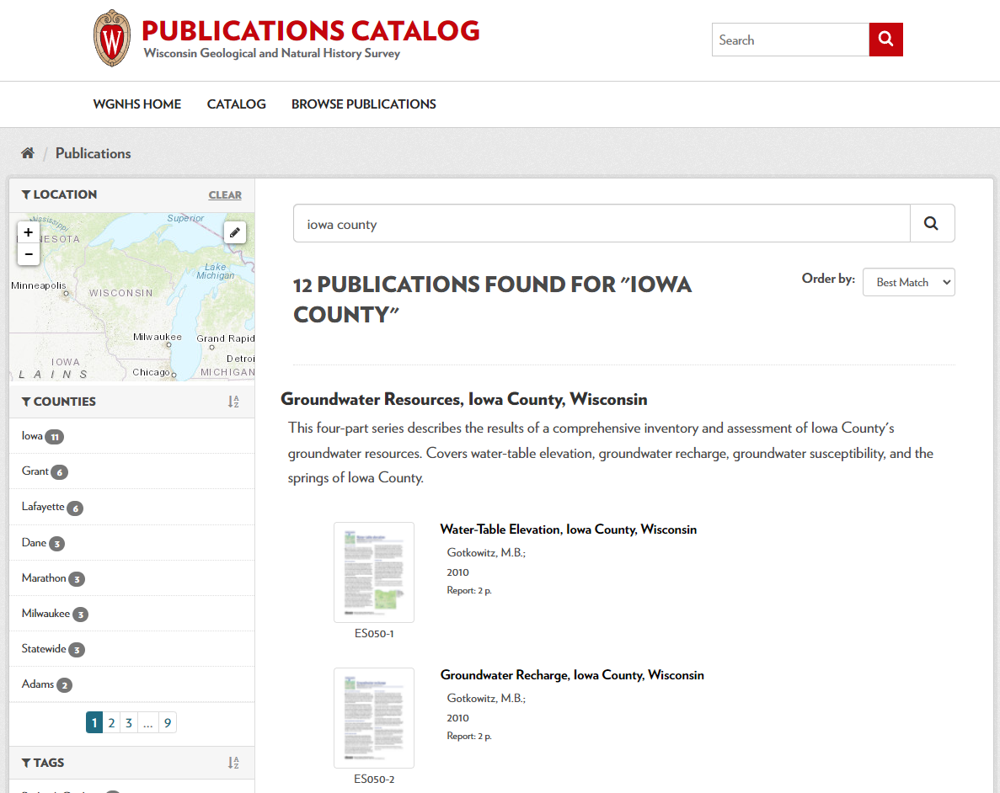 PUBLICATIONS CATALOG
Wisconsin Geological and Natural History Survey
Search
WGNHS HOME CATALOG BROWSE PUBLICATIONS
/ Publications
LOCATION CLEAR
+
−
Mississippi
NESOTA
Superior
Lake
Michigan
Minneapolis
WISCONSIN
Milwaukee
Grand Rapid
Detroi
IOWA
LAINS
Chicago
MICHIGAN
COUNTIES
Iowa 11
Grant 6
Lafayette 6
Dane 3
Marathon 3
Milwaukee 3
Statewide 3
Adams 2
1 2 3 ... 9
TAGS
iowa county
12 PUBLICATIONS FOUND FOR "IOWA
COUNTY"
Order by: Best Match
Groundwater Resources, Iowa County, Wisconsin
This four-part series describes the results of a comprehensive inventory and assessment of Iowa County's
groundwater resources. Covers water-table elevation, groundwater recharge, groundwater susceptibility, and the
springs of Iowa County.
Water-Table Elevation, Iowa County, Wisconsin
Gotkowitz, M.B.;
2010
Report: 2 p.
ES050-1
Groundwater Recharge, Iowa County, Wisconsin
Gotkowitz, M.B.;
2010
Report: 2 p.
ES050-2